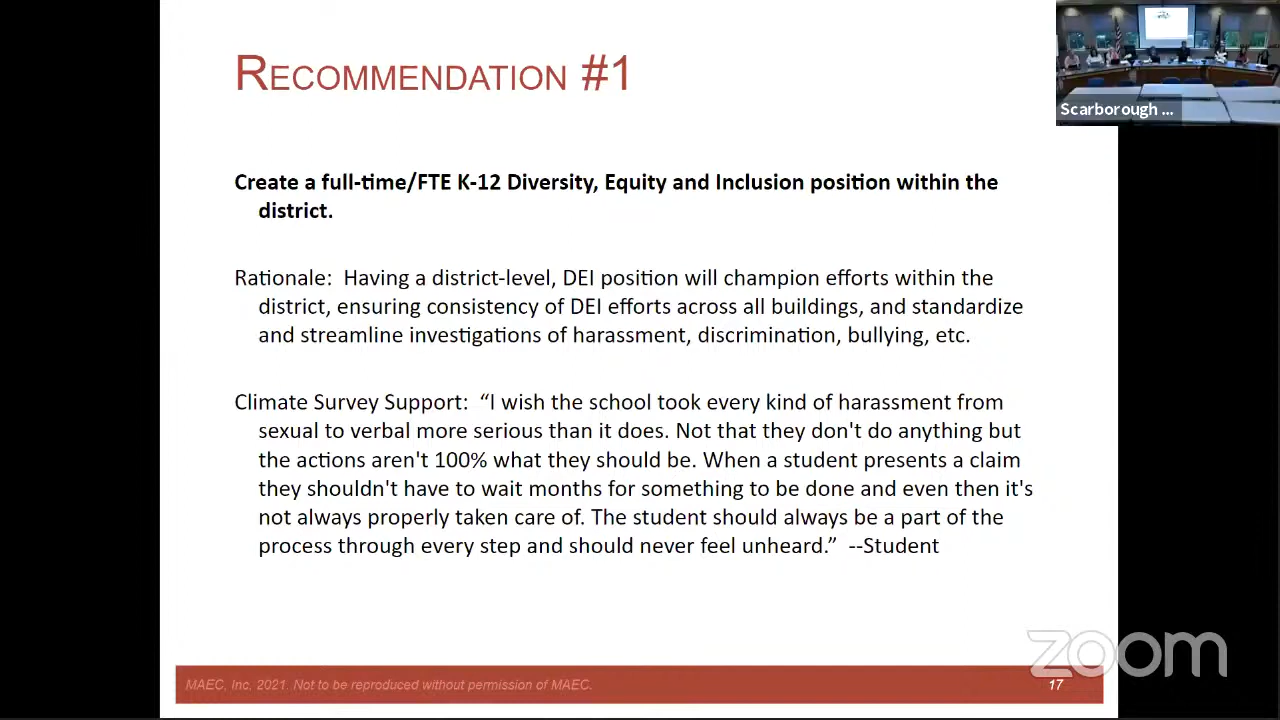 RECOMMENDATION #1
Scarborough ...
Create a full-time/FTE K-12 Diversity, Equity and Inclusion position within the
district.
Rationale:  Having a district-level, DEI position will champion efforts within the
district, ensuring consistency of DEI efforts across all buildings, and standardize
and streamline investigations of harassment, discrimination, bullying, etc.
Climate Survey Support:  “I wish the school took every kind of harassment from
sexual to verbal more serious than it does. Not that they don't do anything but
the actions aren't 100% what they should be. When a student presents a claim
they shouldn't have to wait months for something to be done and even then it's
not always properly taken care of. The student should always be a part of the
process through every step and should never feel unheard.”  --Student
zoom
MAEC, Inc, 2021. Not to be reproduced without permission of MAEC.
17